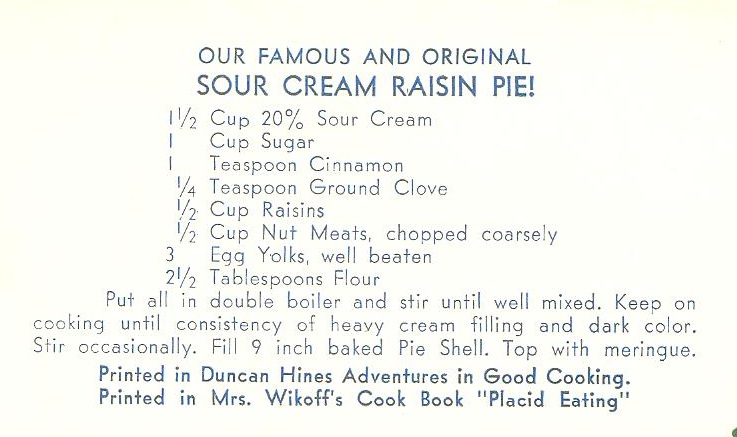 OUR FAMOUS AND ORIGINAL
SOUR CREAM RAISIN PIE!
1 1/2 Cup 20% Sour Cream
1 Cup Sugar
1 Teaspoon Cinnamon
1/4 Teaspoon Ground Clove
1/2 Cup Raisins
1/2 Cup Nut Meats, chopped coarsely
3 Egg Yolks, well beaten
2 1/2 Tablespoons Flour
Put all in double boiler and stir until well mixed. Keep on
cooking until consistency of heavy cream filling and dark color.
Stir occasionally. Fill 9 inch baked Pie Shell. Top with meringue.
Printed in Duncan Hines Adventures in Good Cooking.
Printed in Mrs. Wikoff's Cook Book "Placid Eating"